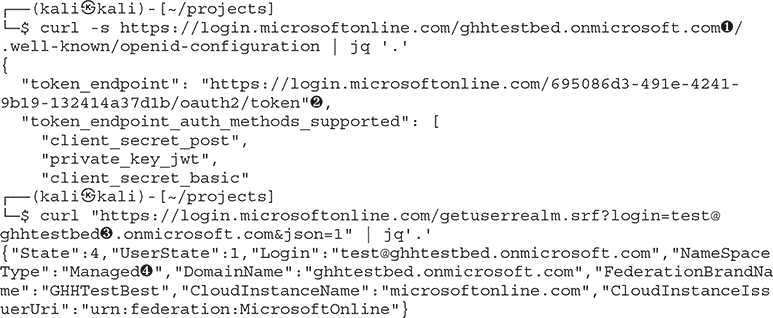 ┌──(kali㉿kali)-[~/projects]
└─$ curl -s https://login.microsoftonline.com/ghhtestbed.onmicrosoft.com❶/
.well-known/openid-configuration | jq '.'
{
  "token_endpoint": "https://login.microsoftonline.com/695086d3-491e-4241-
9b19-132414a37d1b/oauth2/token"❷,
  "token_endpoint_auth_methods_supported": [
    "client_secret_post",
    "private_key_jwt",
    "client_secret_basic"
┌──(kali㉿kali)-[~/projects]
└─$ curl "https://login.microsoftonline.com/getuserrealm.srf?login=test@
ghhtestbed❸.onmicrosoft.com&json=1" | jq'.'
{"State":4,"UserState":1,"Login":"test@ghhtestbed.onmicrosoft.com","NameSpace
Type":"Managed❹","DomainName":"ghhtestbed.onmicrosoft.com","FederationBrandNa
me":"GHHTestBest","CloudInstanceName":"microsoftonline.com","CloudInstanceIss
uerUri":"urn:federation:MicrosoftOnline"}